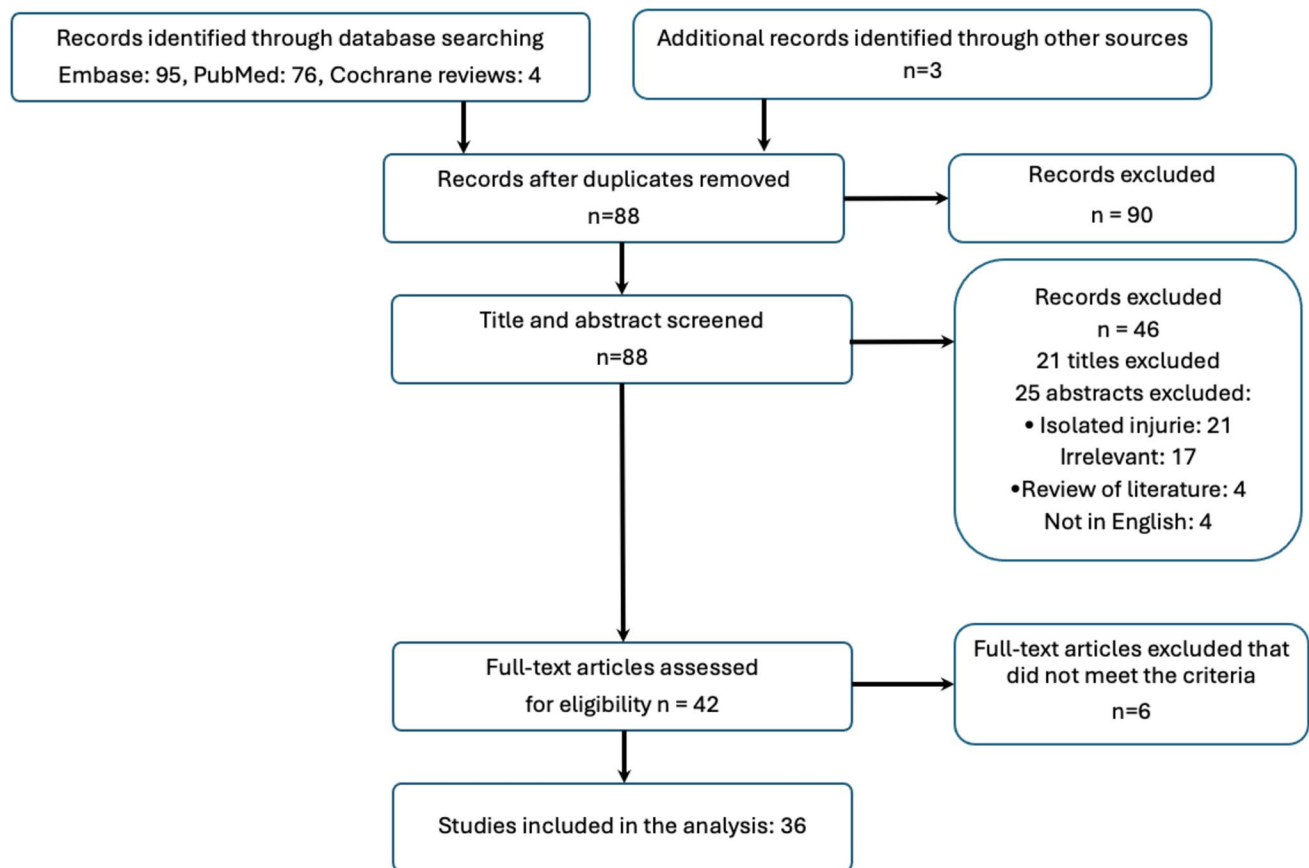 Records identified through database searching
Embase: 95, PubMed: 76, Cochrane reviews: 4
Additional records identified through other sources
n=3
Records after duplicates removed
n=88
Records excluded
n = 90
Title and abstract screened
n=88
Records excluded
n = 46
21 titles excluded
25 abstracts excluded:
• Isolated injurie: 21
Irrelevant: 17
•Review of literature: 4
Not in English: 4
Full-text articles assessed
for eligibility n = 42
Full-text articles excluded that
did not meet the criteria
n=6
Studies included in the analysis: 36